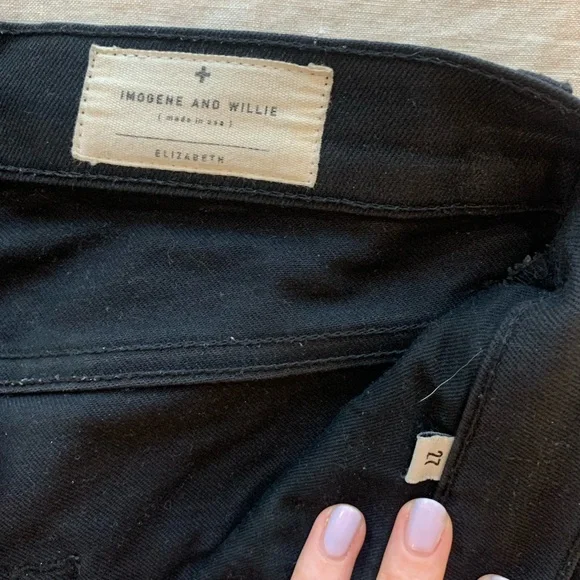 IMOGENE AND WILLIE
[ made in usa ]
ELIZABETH
27